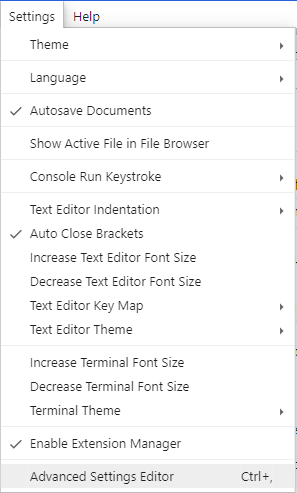 Settings Help
Theme
Language
Autosave Documents
Show Active File in File Browser
Console Run Keystroke
Text Editor Indentation
Auto Close Brackets
Increase Text Editor Font Size
Decrease Text Editor Font Size
Text Editor Key Map
Text Editor Theme
Increase Terminal Font Size
Decrease Terminal Font Size
Terminal Theme
Enable Extension Manager
Advanced Settings Editor Ctrl+,